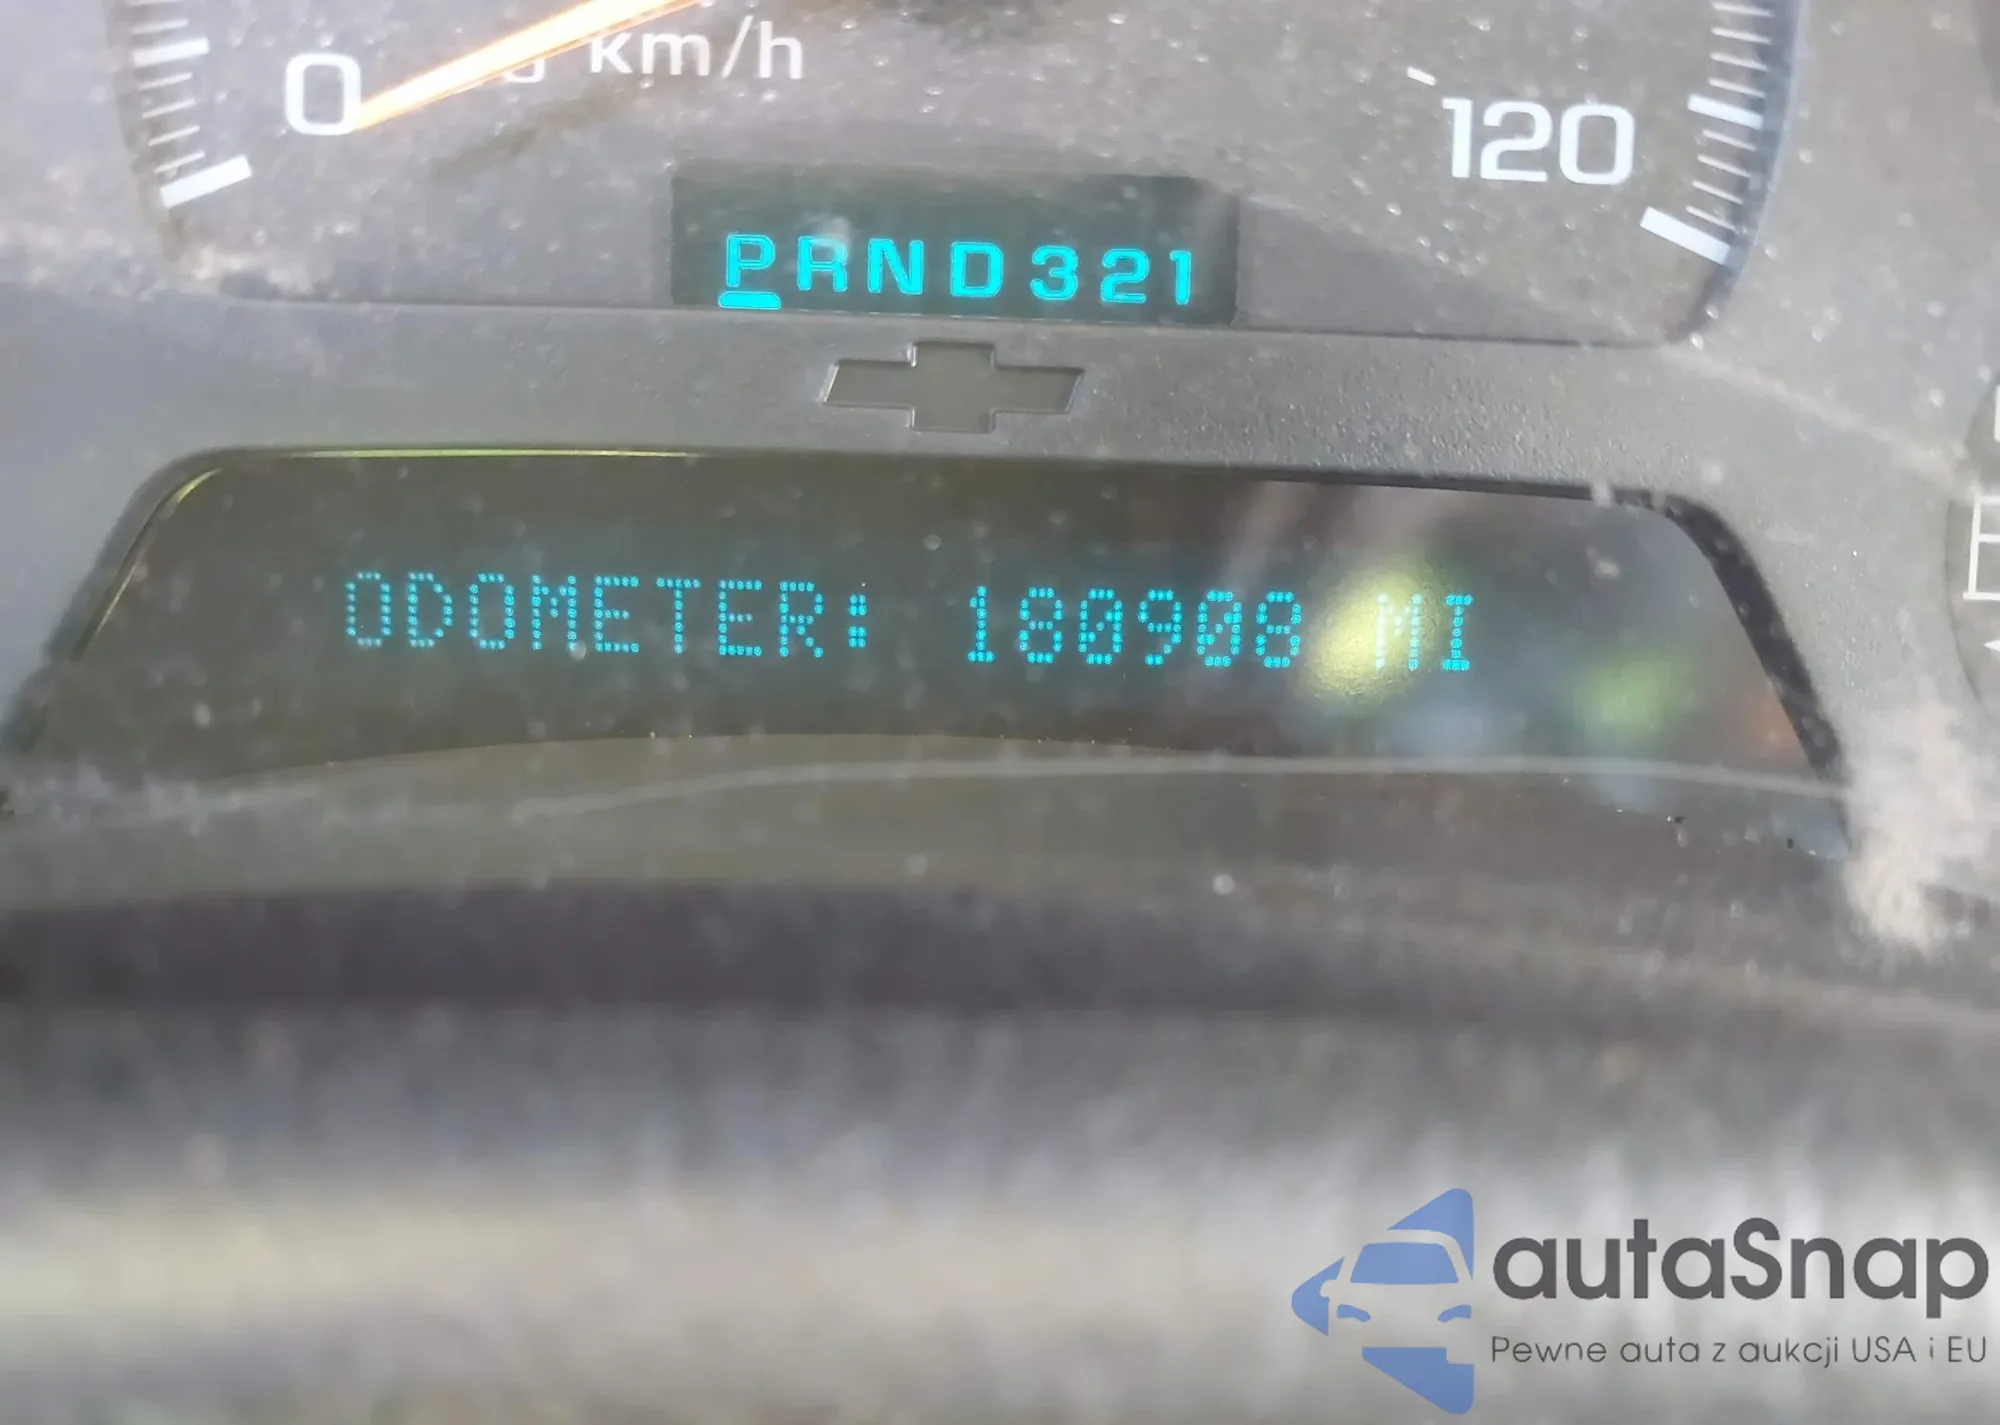 0
km/h
120
PRND321
ODOMETER: 180908 MI
autaSnap
Pewne auta z aukcji USA i EU